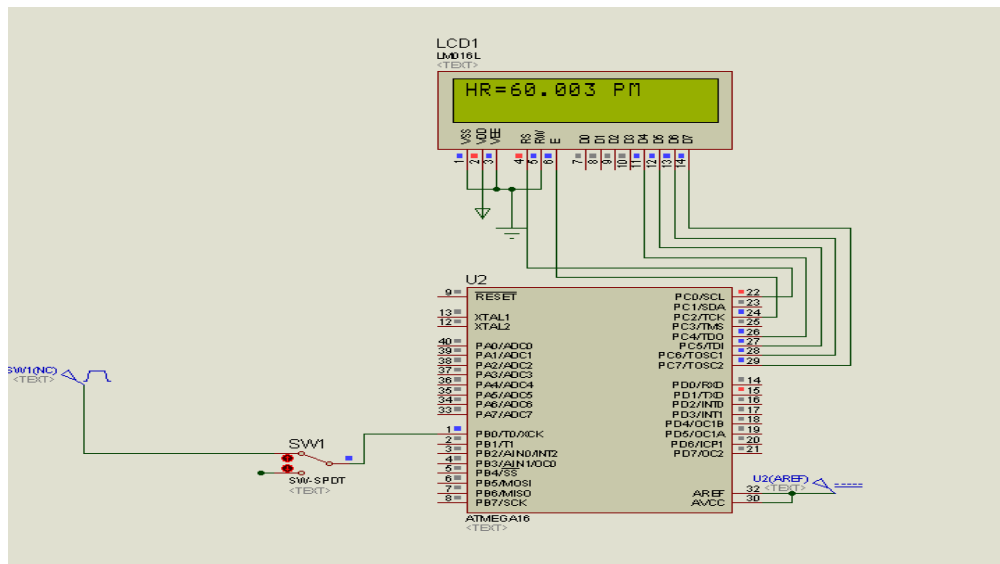 LCD1
LM016L
<TEXT>
HR=60.003 PM
VSS VDD VEE RS RW E D0 D1 D2 D3 D4 D5 D6 D7
1 2 3 4 5 6 7 8 9 10 11 12 13 14
U2
9 RESET
13 XTAL1
12 XTAL2
40 PA0/ADC0
39 PA1/ADC1
38 PA2/ADC2
37 PA3/ADC3
36 PA4/ADC4
35 PA5/ADC5
34 PA6/ADC6
33 PA7/ADC7
1 PB0/T0/XCK
2 PB1/T1
3 PB2/AIN0/INT2
4 PB3/AIN1/OC0
5 PB4/SS
6 PB5/MOSI
7 PB6/MISO
8 PB7/SCK
PC0/SCL 22
PC1/SDA 23
PC2/TCK 24
PC3/TMS 25
PC4/TDO 26
PC5/TDI 27
PC6/TOSC1 28
PC7/TOSC2 29
PD0/RXD 14
PD1/TXD 15
PD2/INT0 16
PD3/INT1 17
PD4/OC1B 18
PD5/OC1A 19
PD6/ICP1 20
PD7/OC2 21
AREF 32
AVCC 30
ATMEGA16
<TEXT>
SW1(NC)
<TEXT>
SW1
SW-SPDT
<TEXT>
U2(AREF)
<TEXT>